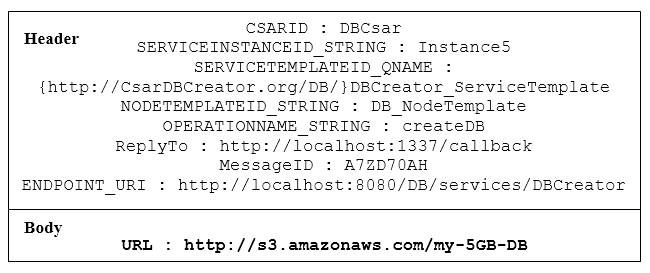 Header
CSARID : DBCsar
SERVICEINSTANCEID_STRING : Instance5
SERVICETEMPLATEID_QNAME :
{http://CsarDBCreator.org/DB/}DBCreator_ServiceTemplate
NODETEMPLATEID_STRING : DB_NodeTemplate
OPERATIONNAME_STRING : createDB
ReplyTo : http://localhost:1337/callback
MessageID : A7ZD70AH
ENDPOINT_URI : http://localhost:8080/DB/services/DBCreator
Body
URL : http://s3.amazonaws.com/my-5GB-DB